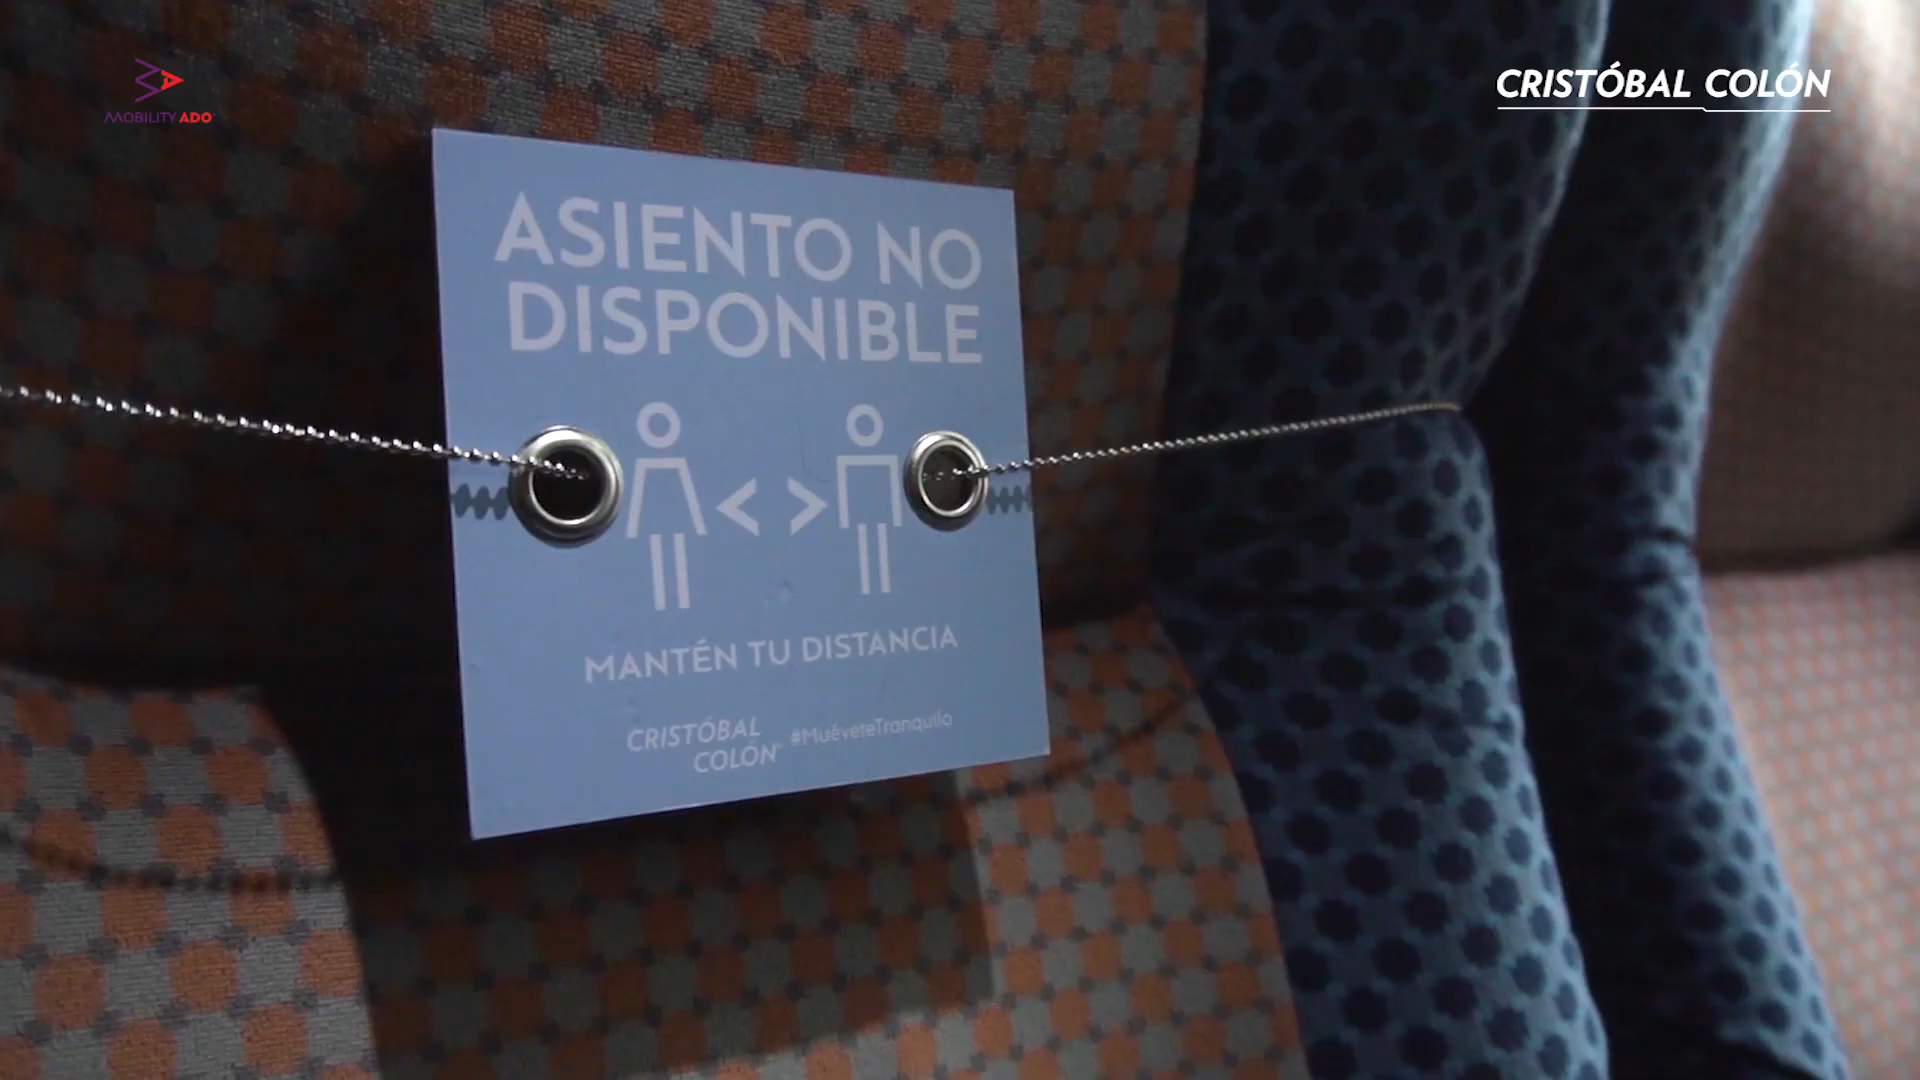 MOBILITY ADO
CRISTÓBAL COLÓN
ASIENTO NO
DISPONIBLE
< >
MANTÉN TU DISTANCIA
CRISTÓBAL
COLÓN
#MuéveteTranquilo